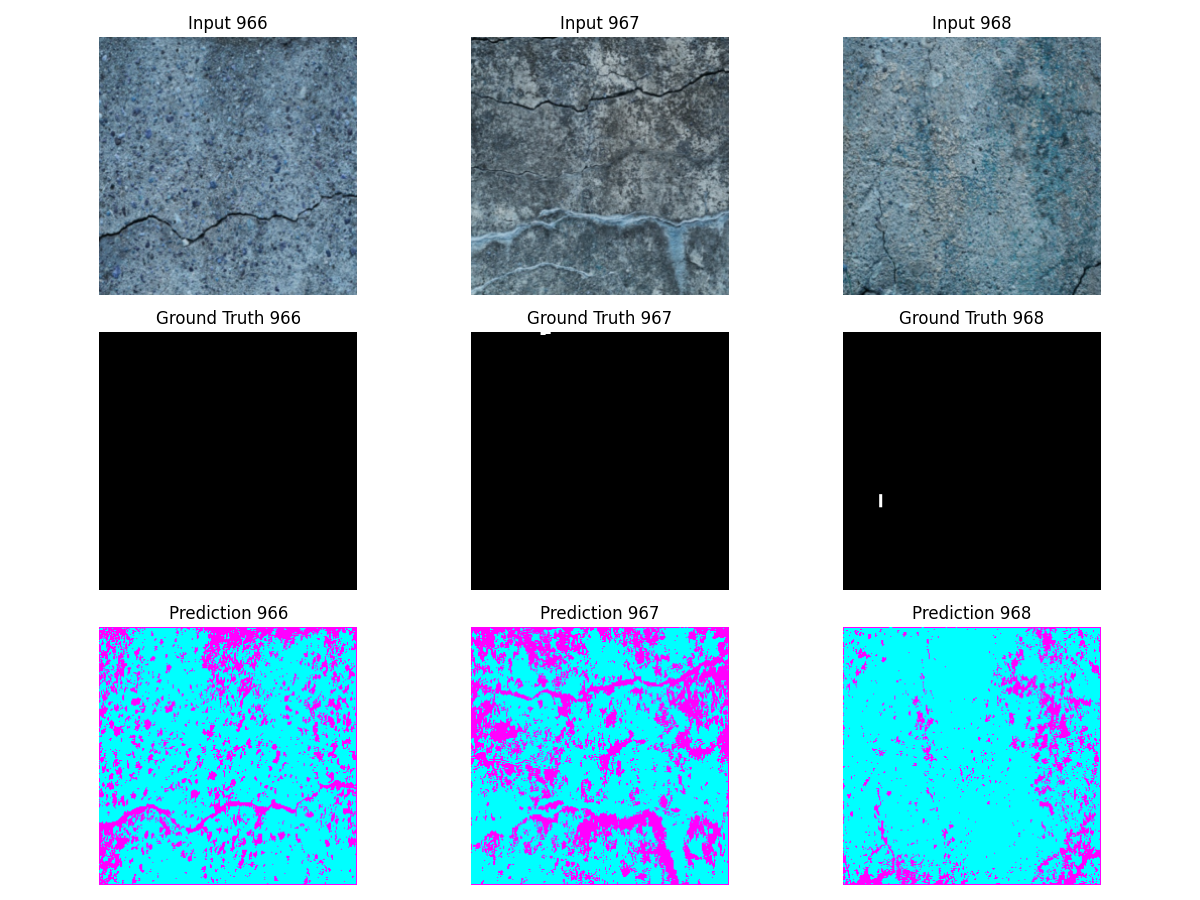 Input 966
Input 967
Input 968
Ground Truth 966
Ground Truth 967
Ground Truth 968
Prediction 966
Prediction 967
Prediction 968